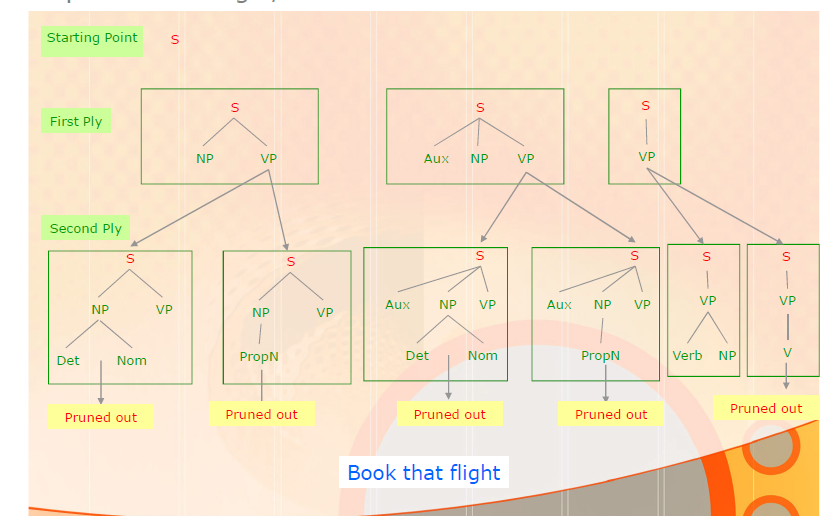 Starting Point S
First Ply
S S S
NP VP Aux NP VP VP
Second Ply
S S S S S S
NP VP NP VP Aux NP VP Aux NP VP VP VP
Det Nom PropN Det Nom PropN Verb NP V
Pruned out Pruned out Pruned out Pruned out Pruned out
Book that flight